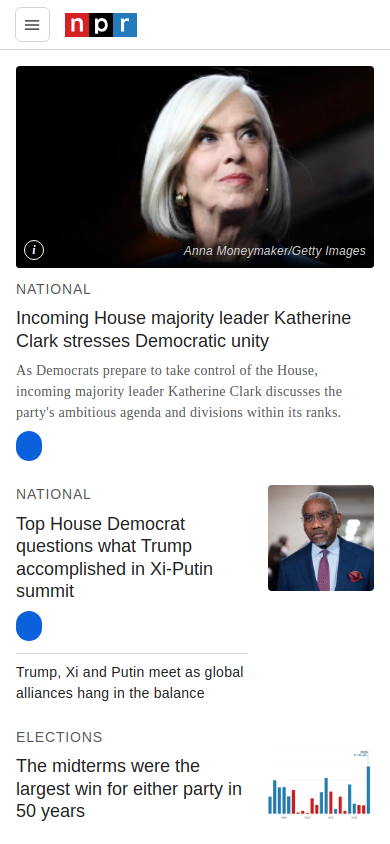 npr
i
Anna Moneymaker/Getty Images
NATIONAL
Incoming House majority leader Katherine
Clark stresses Democratic unity
As Democrats prepare to take control of the House,
incoming majority leader Katherine Clark discusses the
party's ambitious agenda and divisions within its ranks.
NATIONAL
Top House Democrat
questions what Trump
accomplished in Xi-Putin
summit
Trump, Xi and Putin meet as global
alliances hang in the balance
ELECTIONS
The midterms were the
largest win for either party in
50 years